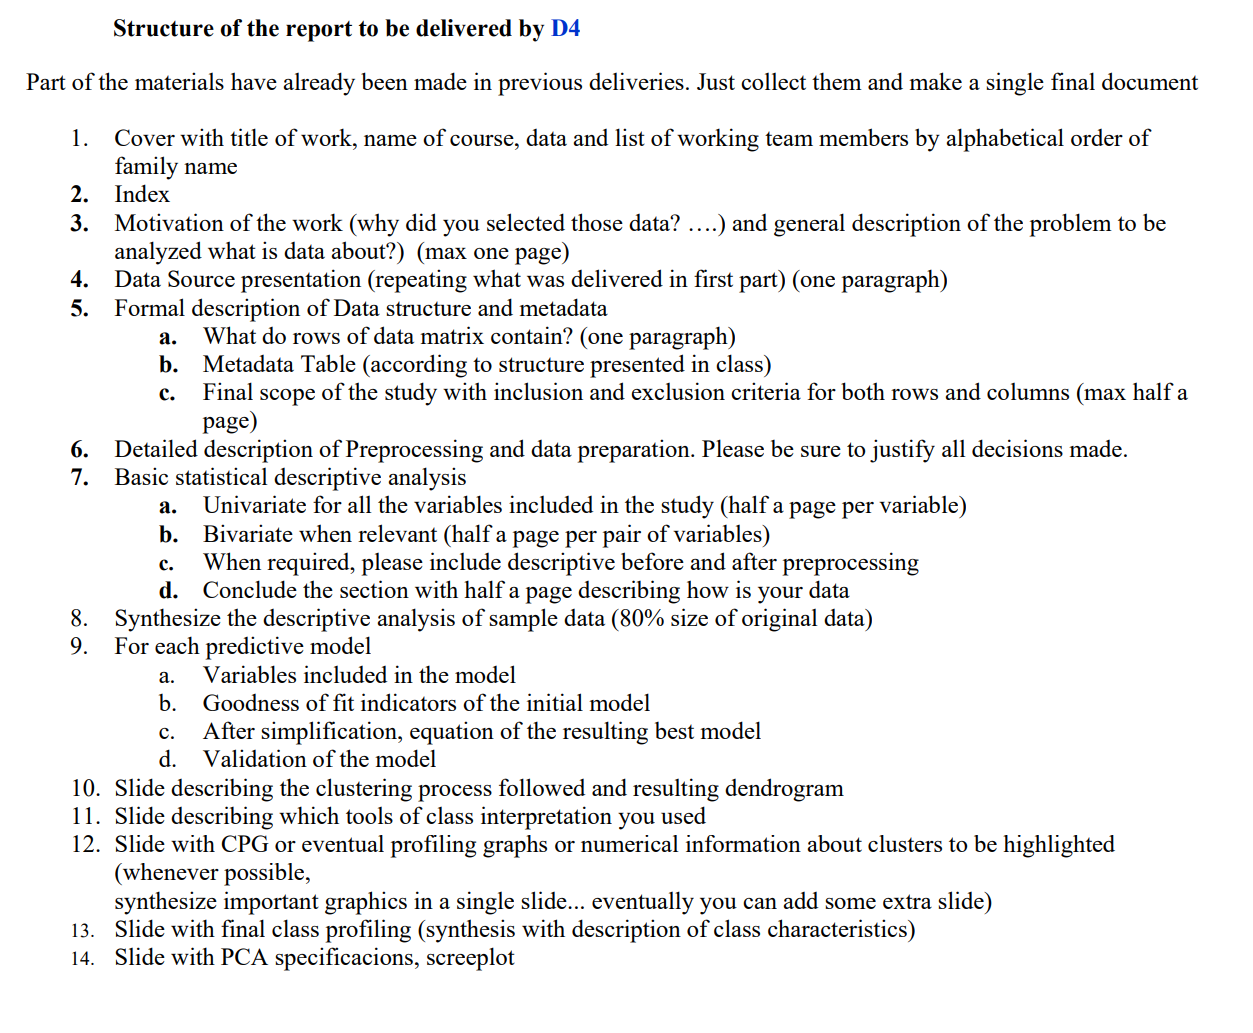 Structure of the report to be delivered by D4
Part of the materials have already been made in previous deliveries. Just collect them and make a single final document
1. Cover with title of work, name of course, data and list of working team members by alphabetical order of
family name
2. Index
3. Motivation of the work (why did you selected those data? ….) and general description of the problem to be
analyzed what is data about?) (max one page)
4. Data Source presentation (repeating what was delivered in first part) (one paragraph)
5. Formal description of Data structure and metadata
a. What do rows of data matrix contain? (one paragraph)
b. Metadata Table (according to structure presented in class)
c. Final scope of the study with inclusion and exclusion criteria for both rows and columns (max half a
page)
6. Detailed description of Preprocessing and data preparation. Please be sure to justify all decisions made.
7. Basic statistical descriptive analysis
a. Univariate for all the variables included in the study (half a page per variable)
b. Bivariate when relevant (half a page per pair of variables)
c. When required, please include descriptive before and after preprocessing
d. Conclude the section with half a page describing how is your data
8. Synthesize the descriptive analysis of sample data (80% size of original data)
9. For each predictive model
a. Variables included in the model
b. Goodness of fit indicators of the initial model
c. After simplification, equation of the resulting best model
d. Validation of the model
10. Slide describing the clustering process followed and resulting dendrogram
11. Slide describing which tools of class interpretation you used
12. Slide with CPG or eventual profiling graphs or numerical information about clusters to be highlighted
(whenever possible,
synthesize important graphics in a single slide... eventually you can add some extra slide)
13. Slide with final class profiling (synthesis with description of class characteristics)
14. Slide with PCA specificacions, screeplot